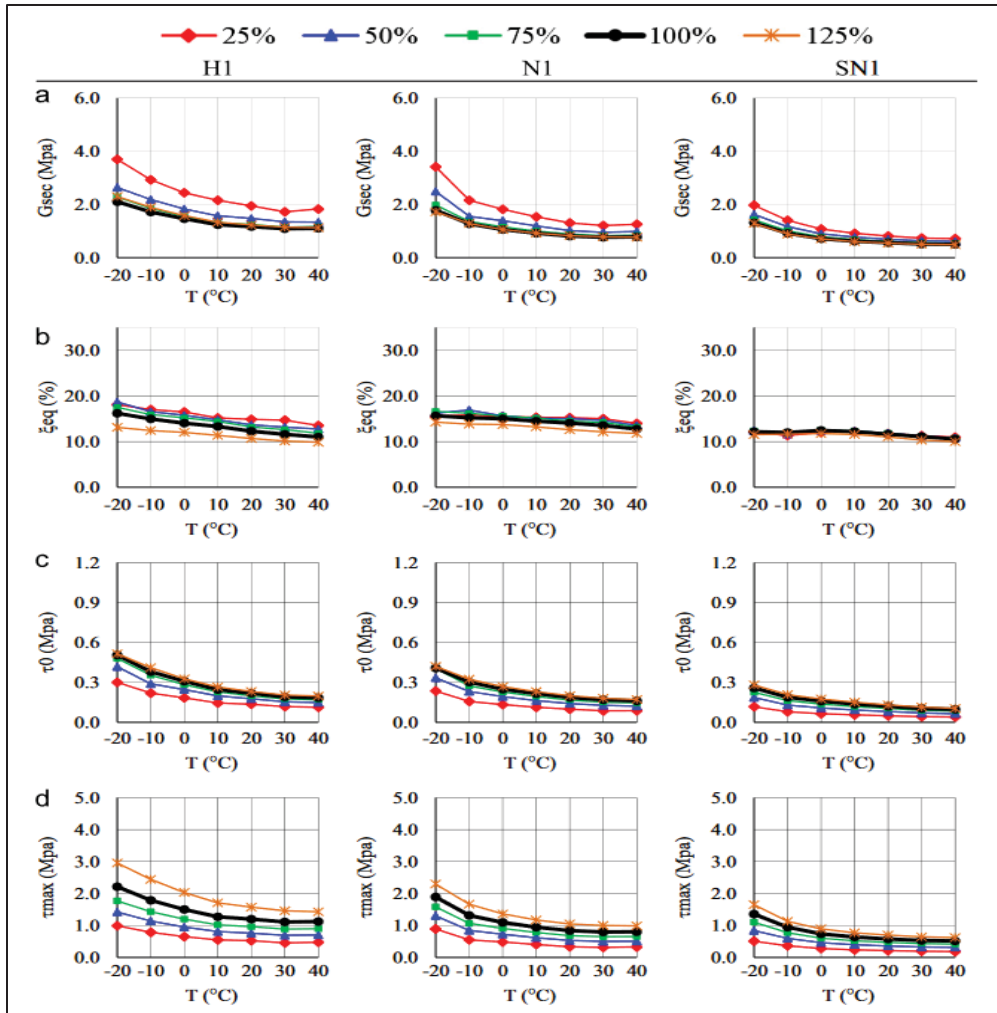 25% 50% 75% 100% 125%
H1 N1 SN1
a
6.0 6.0 6.0
4.0 4.0 4.0
2.0 2.0 2.0
0.0 0.0 0.0
Gsec (Mpa) Gsec (Mpa) Gsec (Mpa)
-20 -10 0 10 20 30 40 -20 -10 0 10 20 30 40 -20 -10 0 10 20 30 40
T (°C) T (°C) T (°C)
b
30.0 30.0 30.0
20.0 20.0 20.0
10.0 10.0 10.0
0.0 0.0 0.0
ξeq (%) ξeq (%) ξeq (%)
-20 -10 0 10 20 30 40 -20 -10 0 10 20 30 40 -20 -10 0 10 20 30 40
T (°C) T (°C) T (°C)
c
1.2 1.2 1.2
0.9 0.9 0.9
0.6 0.6 0.6
0.3 0.3 0.3
0.0 0.0 0.0
τ0 (Mpa) τ0 (Mpa) τ0 (Mpa)
-20 -10 0 10 20 30 40 -20 -10 0 10 20 30 40 -20 -10 0 10 20 30 40
T (°C) T (°C) T (°C)
d
5.0 5.0 5.0
4.0 4.0 4.0
3.0 3.0 3.0
2.0 2.0 2.0
1.0 1.0 1.0
0.0 0.0 0.0
τmax (Mpa) τmax (Mpa) τmax (Mpa)
-20 -10 0 10 20 30 40 -20 -10 0 10 20 30 40 -20 -10 0 10 20 30 40
T (°C) T (°C) T (°C)